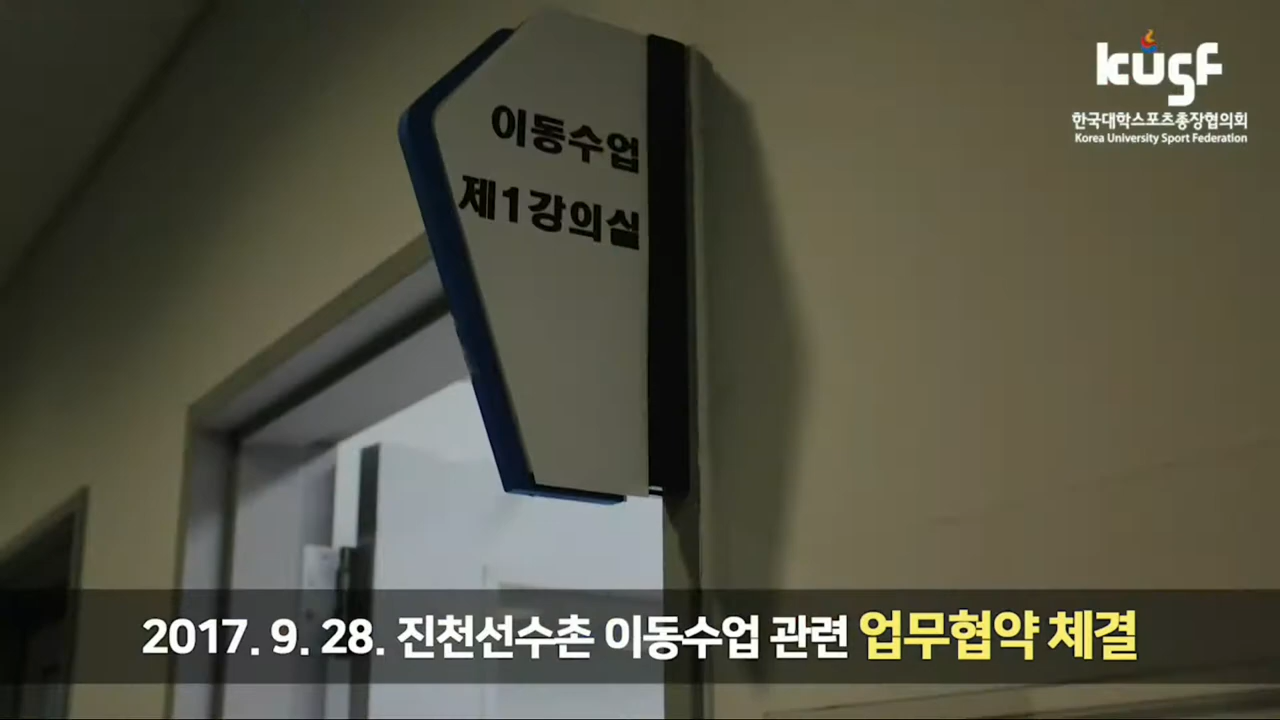 kusf
한국대학스포츠총장협의회
Korea University Sport Federation
이동수업
제1강의실
2017. 9. 28. 진천선수촌 이동수업 관련 업무협약 체결